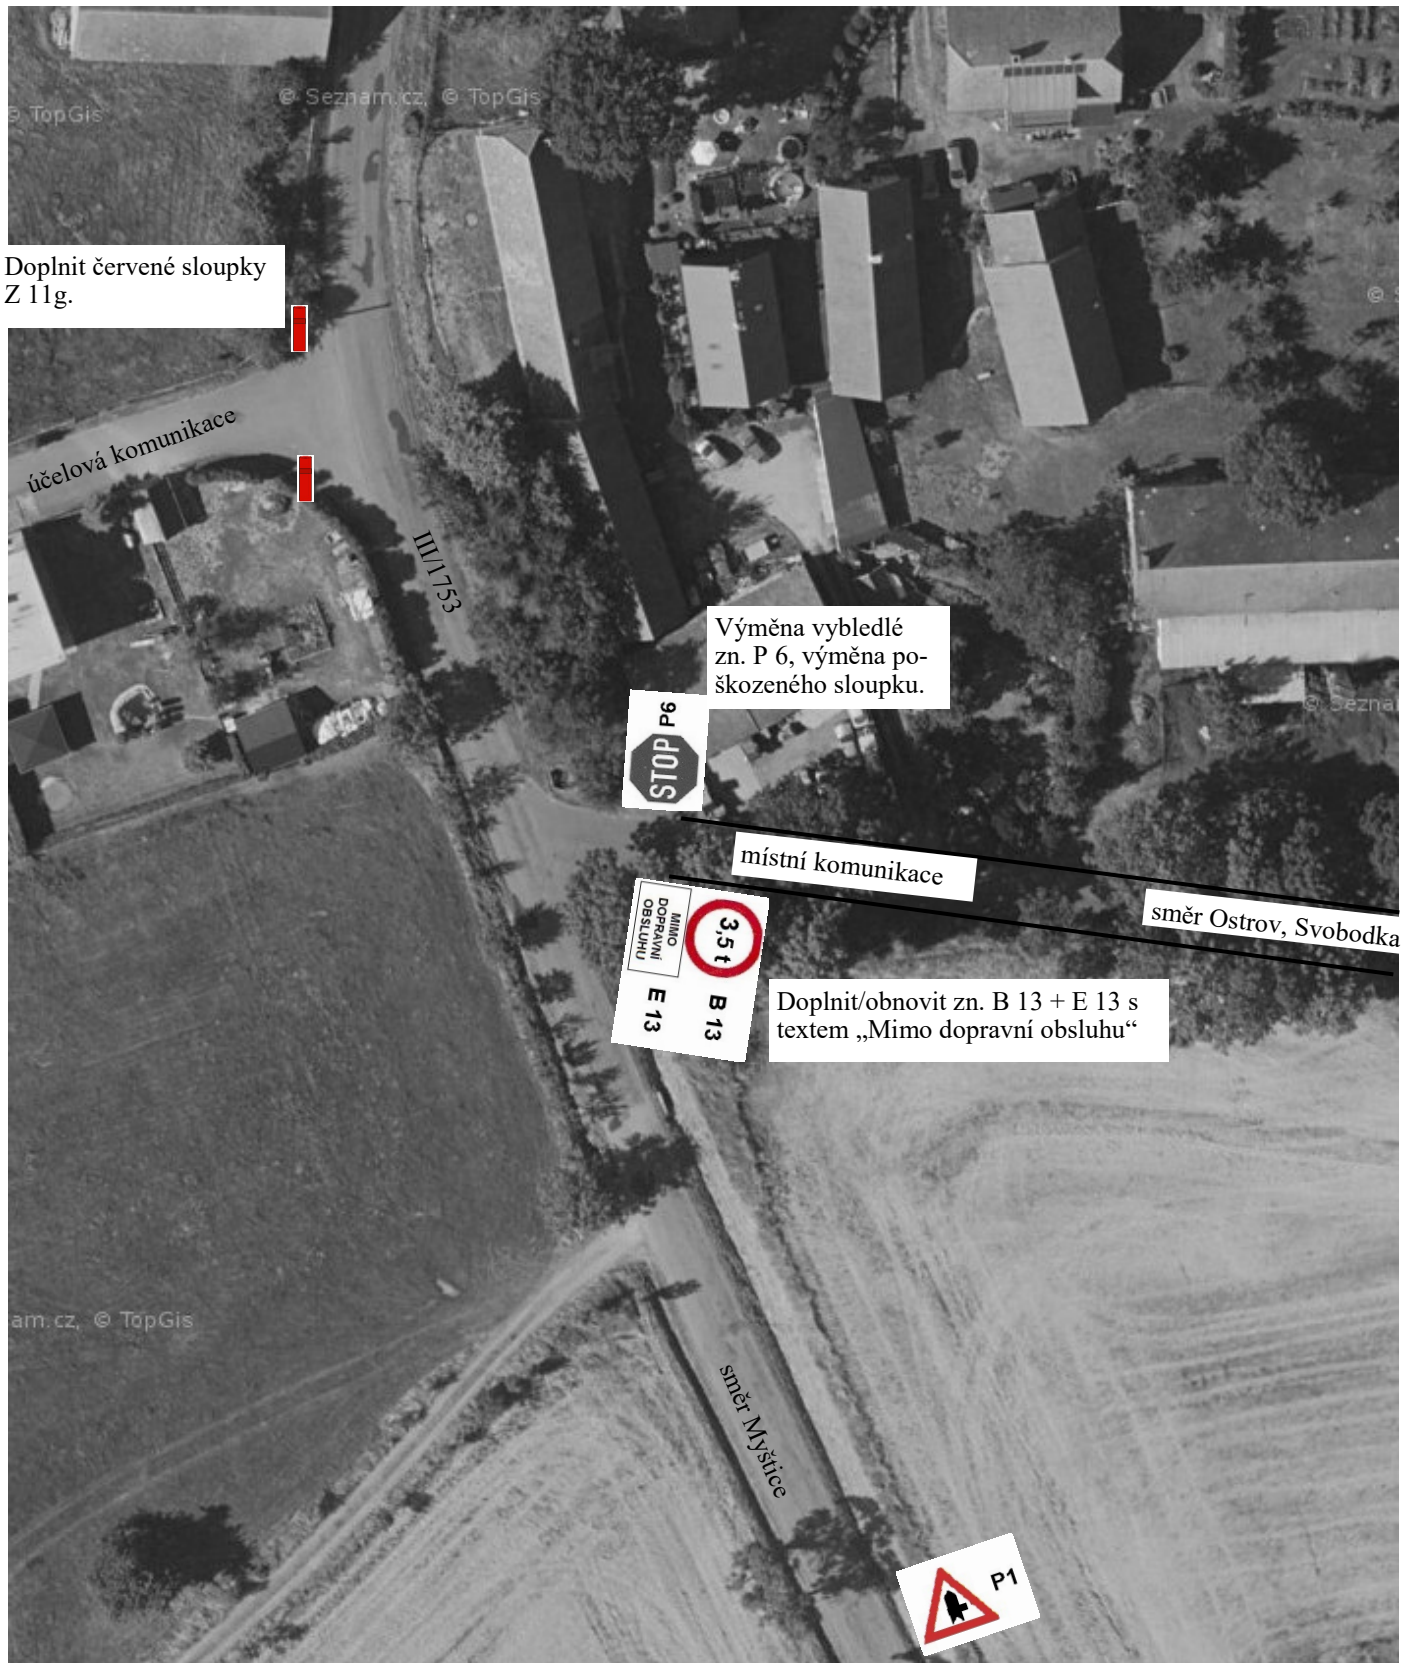 © Seznam.cz, © TopGis
© TopGis
Doplnit červené sloupky
Z 11g.
©
účelová komunikace
III/1753
Výměna vybledlé
zn. P 6, výměna po-
škozeného sloupku.
P6
STOP
místní komunikace
směr Ostrov, Svobodka
3,5 t
MIMO
DOPRAVNÍ
OBSLUHU
B 13
E 13
Doplnit/obnovit zn. B 13 + E 13 s
textem „Mimo dopravní obsluhu“
am.cz, © TopGis
směr Myštice
P1